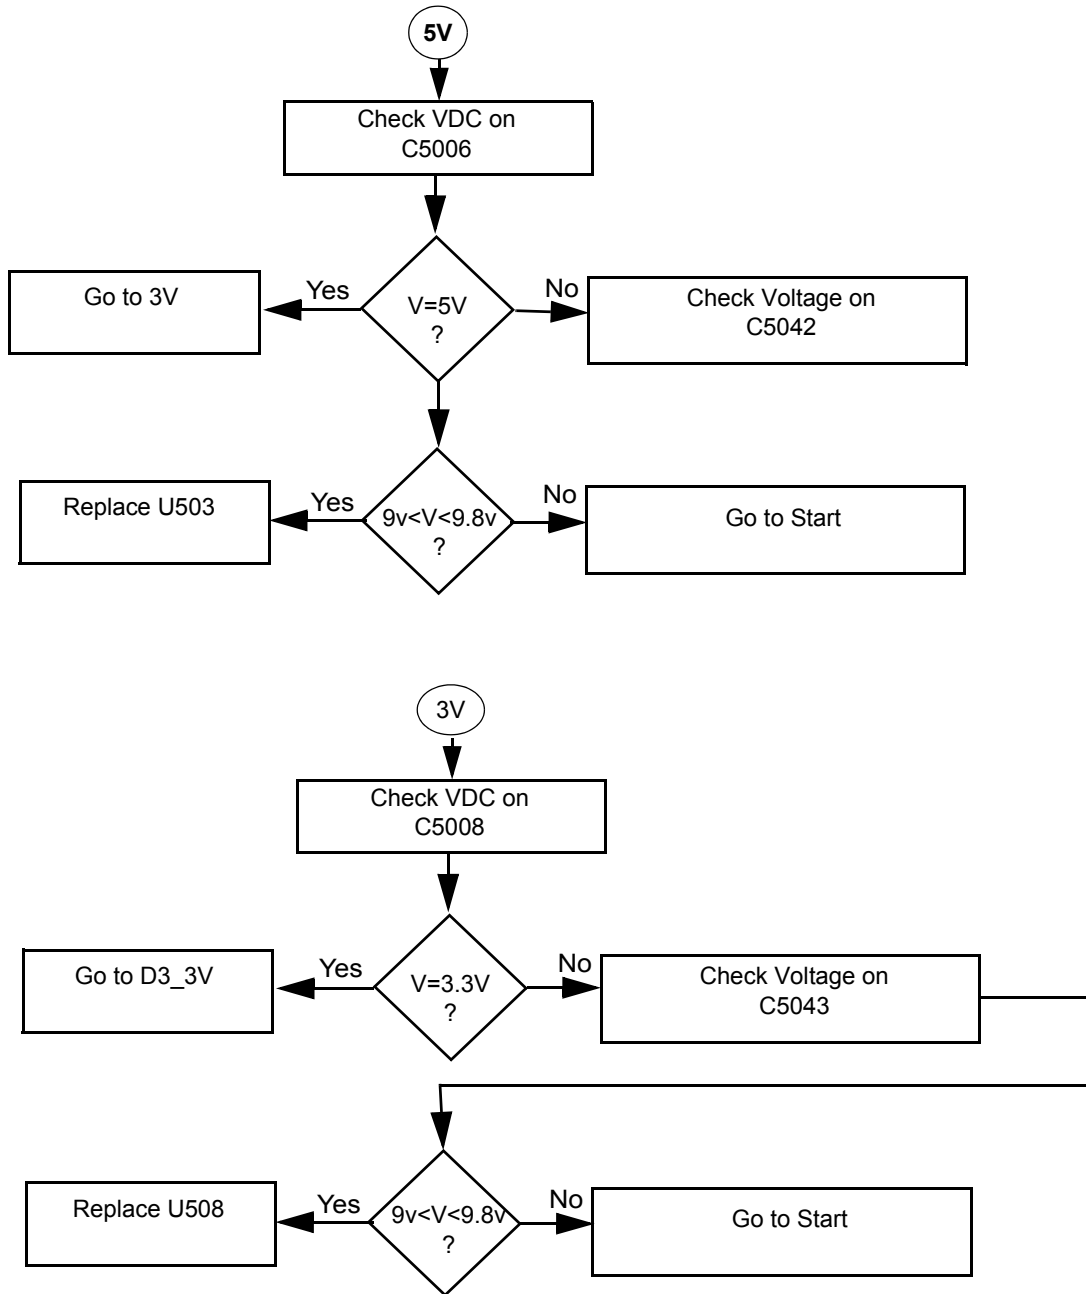 5V
Check VDC on
C5006
Go to 3V
Yes
V=5V
?
No
Check Voltage on
C5042
Replace U503
Yes
9v<V<9.8v
?
No
Go to Start
3V
Check VDC on
C5008
Go to D3_3V
Yes
V=3.3V
?
No
Check Voltage on
C5043
Replace U508
Yes
9v<V<9.8v
?
No
Go to Start